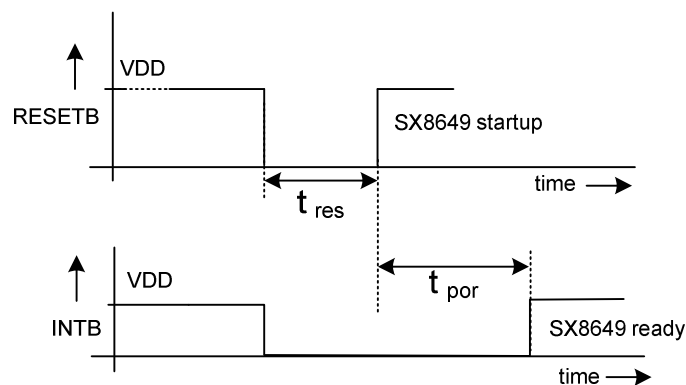 VDD
RESETB
SX8649 startup
time
t res
VDD
t por
INTB
SX8649 ready
time